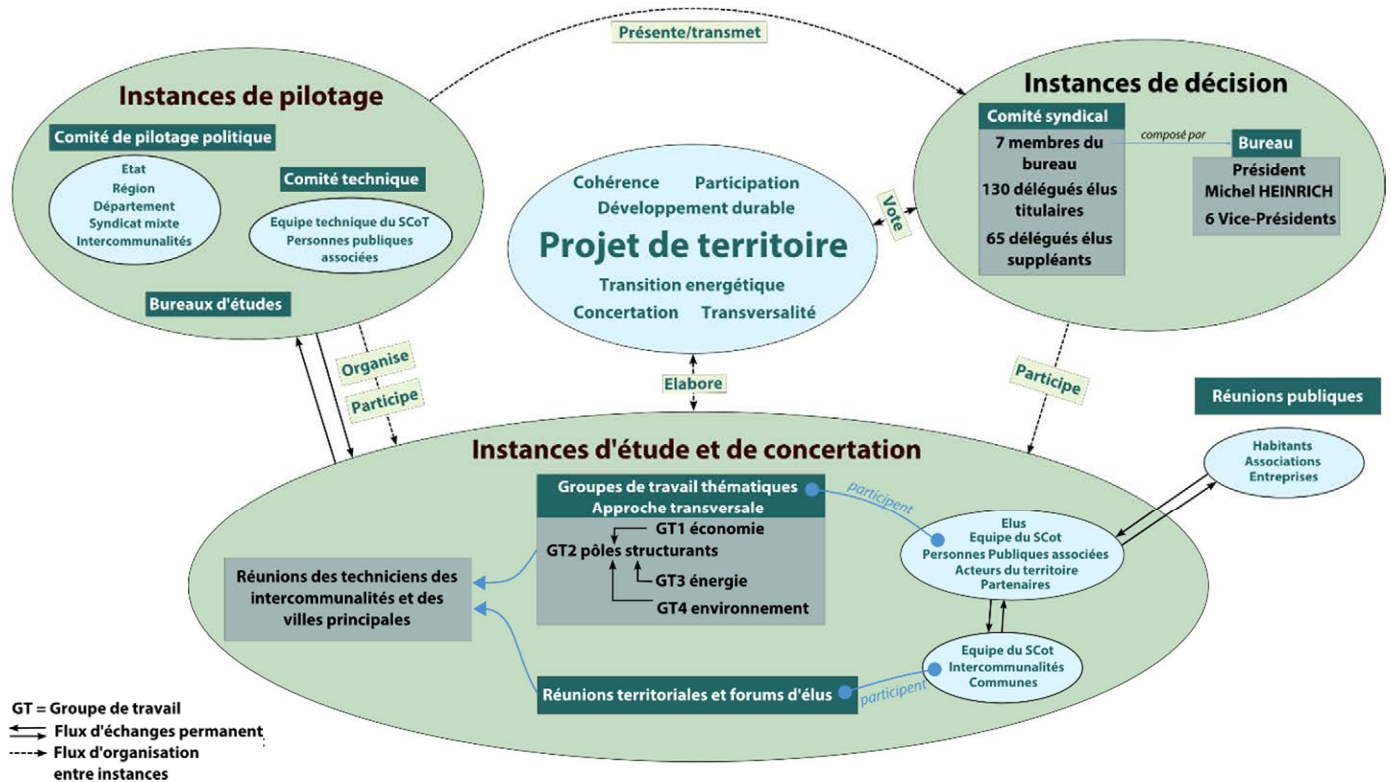 Présente/transmet
Instances de pilotage
Comité de pilotage politique
Etat
Région
Département
Syndicat mixte
Intercommunalités
Comité technique
Equipe technique du SCoT
Personnes publiques
associées
Bureaux d'études
Instances de décision
Comité syndical
7 membres du
bureau
130 délégués élus
titulaires
65 délégués élus
suppléants
composé par
Bureau
Président
Michel HEINRICH
6 Vice-Présidents
Cohérence Participation
Développement durable
Projet de territoire
Transition energétique
Concertation Transversalité
Vote
Organise
Participe
Elabore
Participe
Réunions publiques
Habitants
Associations
Entreprises
Instances d'étude et de concertation
Groupes de travail thématiques
Approche transversale
GT1 économie
GT2 pôles structurants
GT3 énergie
GT4 environnement
participent
Elus
Equipe du SCot
Personnes Publiques associées
Acteurs du territoire
Partenaires
Réunions des techniciens des
intercommunalités et des
villes principales
Equipe du SCot
Intercommunalités
Communes
Réunions territoriales et forums d'élus
participent
GT = Groupe de travail
Flux d'échanges permanent
Flux d'organisation
entre instances